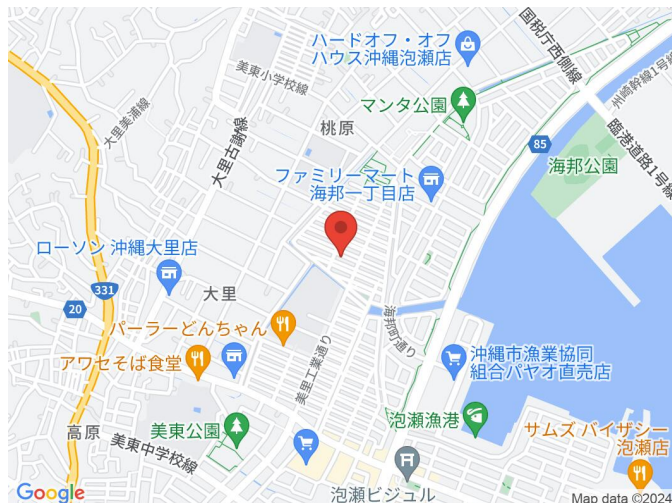 ハードオフ・オフ
ハウス沖縄泡瀬店
国税庁西側線
州崎幹線1号線
大里美浦線
美東小学校線
マンタ公園
大里古謝線
桃原
臨港道路1号線
85
海邦公園
ファミリーマート
海邦一丁目店
ローソン 沖縄大里店
331
20
大里
パーラーどんちゃん
海邦町通り
アワセそば食堂
美里工業通り
沖縄市漁業協同
組合パヤオ直売店
美東公園
泡瀬漁港
高原
美東中学校線
サムズ バイザシー
泡瀬店
泡瀬ビジュル
Google
Map data ©2024